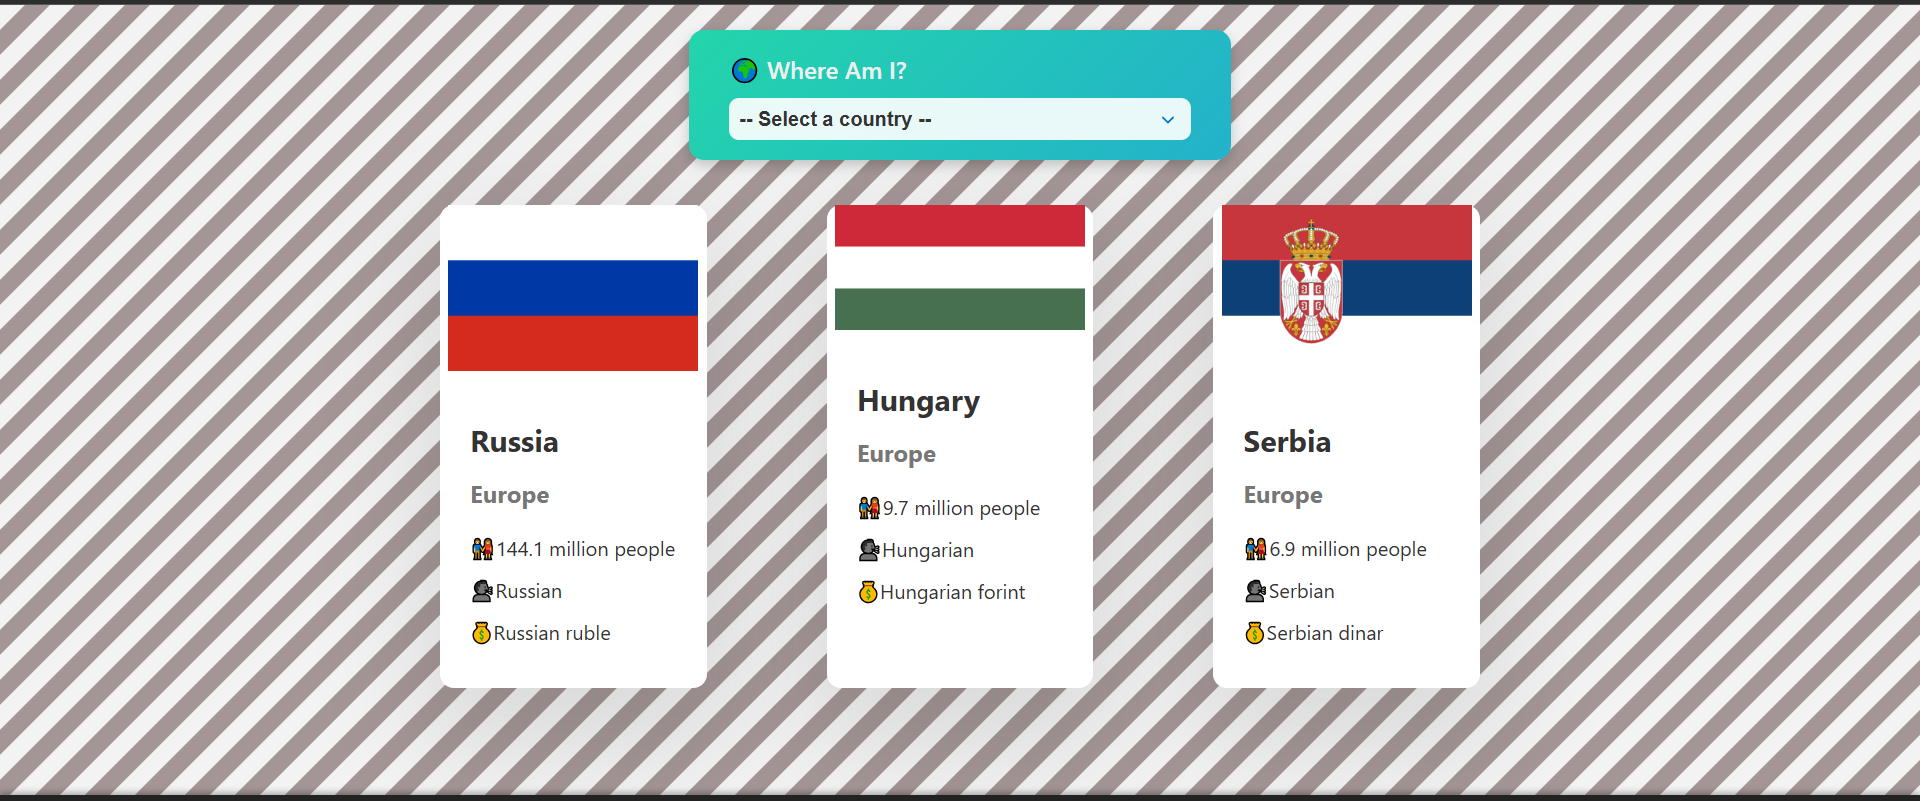 Where Am I?
-- Select a country --
Russia
Europe
144.1 million people
Russian
Russian ruble
Hungary
Europe
9.7 million people
Hungarian
Hungarian forint
Serbia
Europe
6.9 million people
Serbian
Serbian dinar